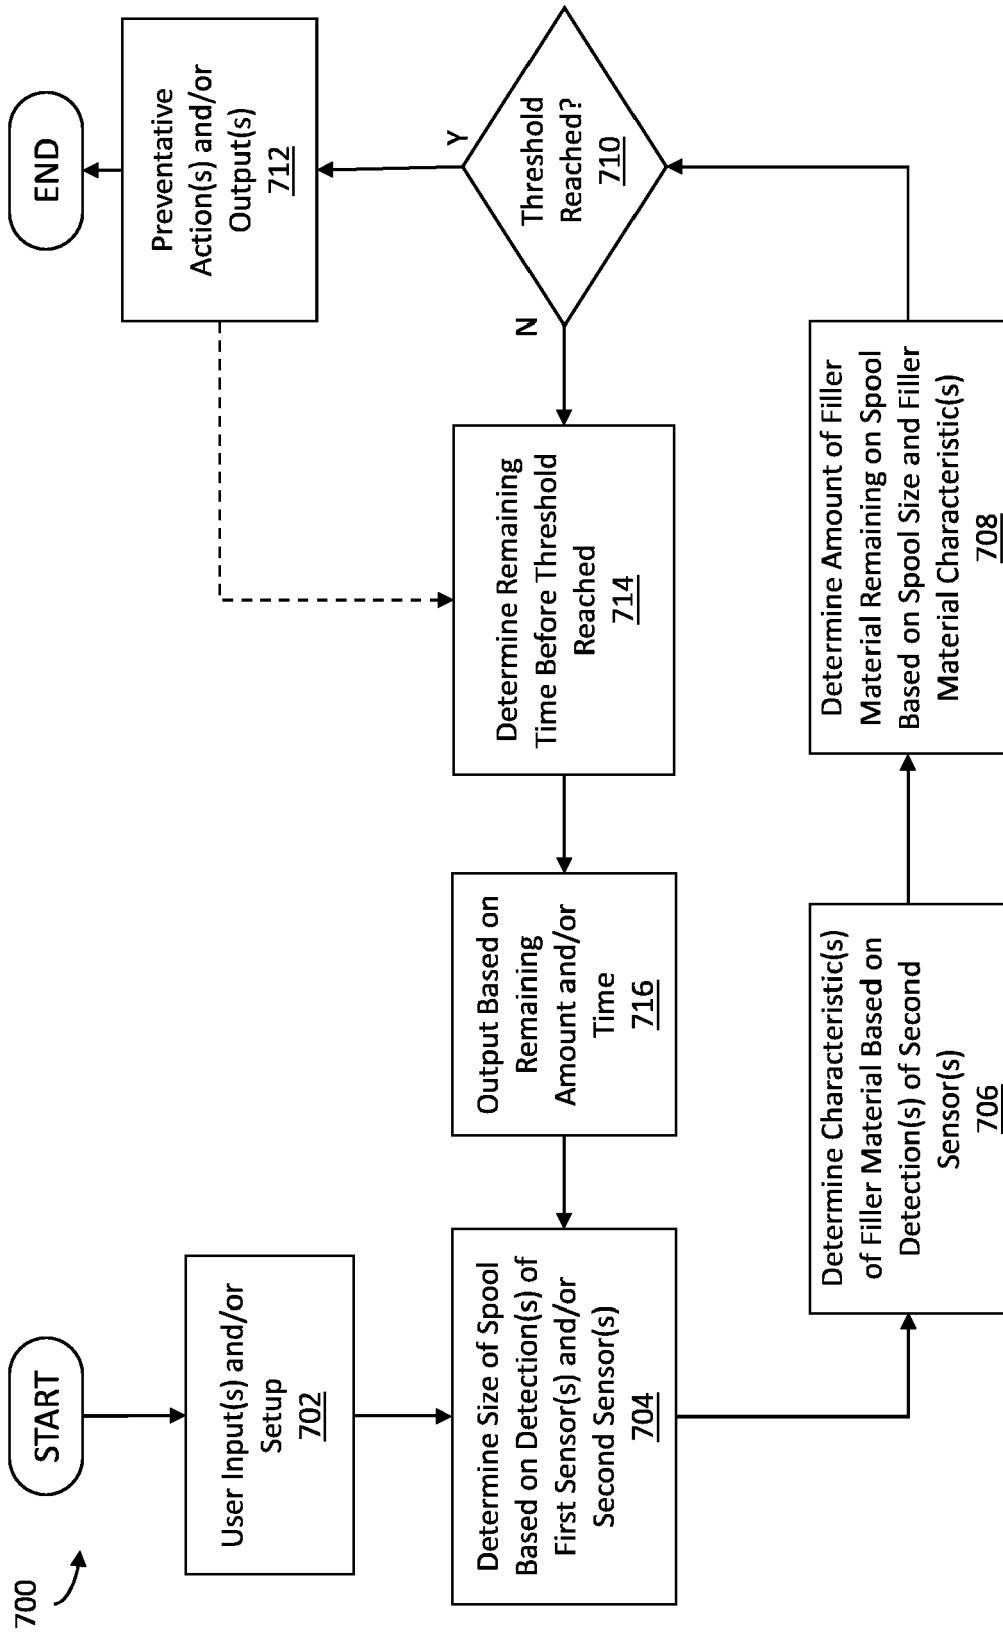 700
START
User Input(s) and/or
Setup
702
Determine Size of Spool
Based on Detection(s) of
First Sensor(s) and/or
Second Sensor(s)
704
Determine Characteristic(s)
of Filler Material Based on
Detection(s) of Second
Sensor(s)
706
Determine Amount of Filler
Material Remaining on Spool
Based on Spool Size and Filler
Material Characteristic(s)
708
Threshold
Reached?
710
Y
N
Preventative
Action(s) and/or
Output(s)
712
END
Determine Remaining
Time Before Threshold
Reached
714
Output Based on
Remaining
Amount and/or
Time
716